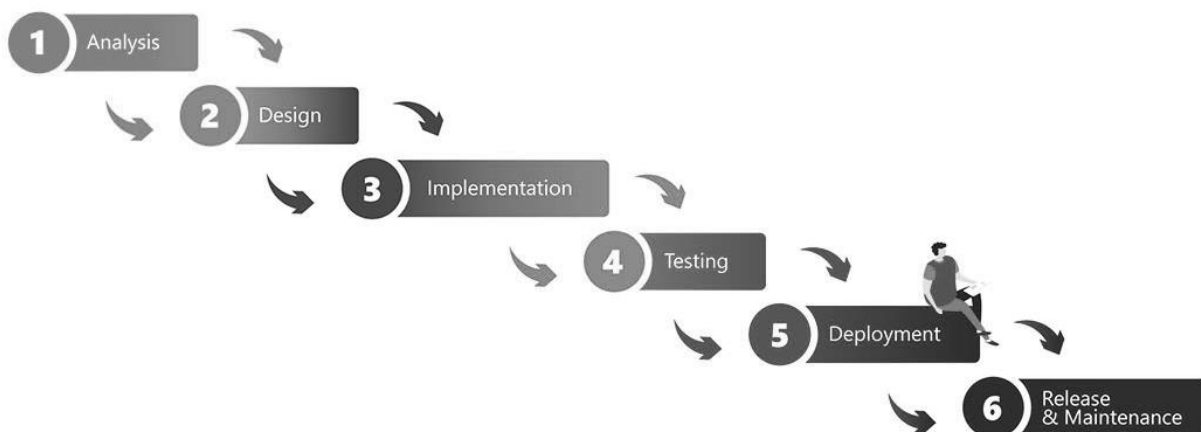 1 Analysis
2 Design
3 Implementation
4 Testing
5 Deployment
6 Release
& Maintenance